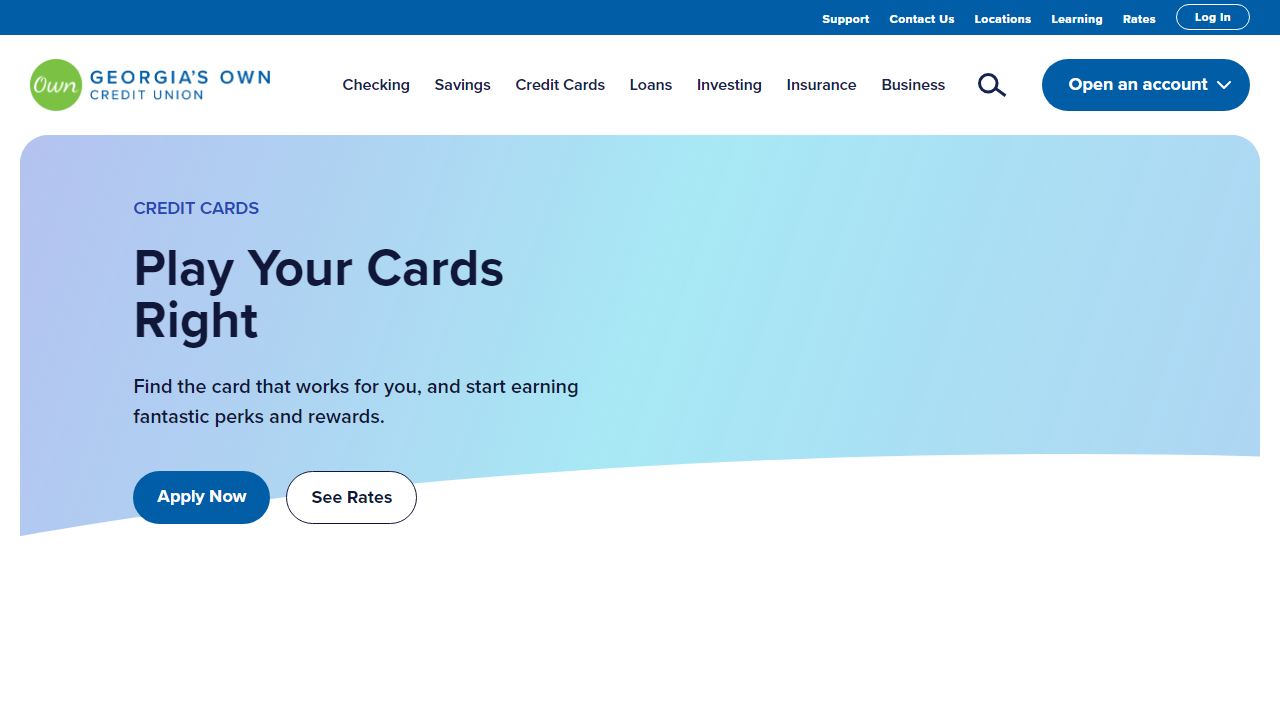 Support Contact Us Locations Learning Rates Log In
Own GEORGIA'S OWN
CREDIT UNION
Checking Savings Credit Cards Loans Investing Insurance Business Open an account
CREDIT CARDS
Play Your Cards
Right
Find the card that works for you, and start earning
fantastic perks and rewards.
Apply Now See Rates